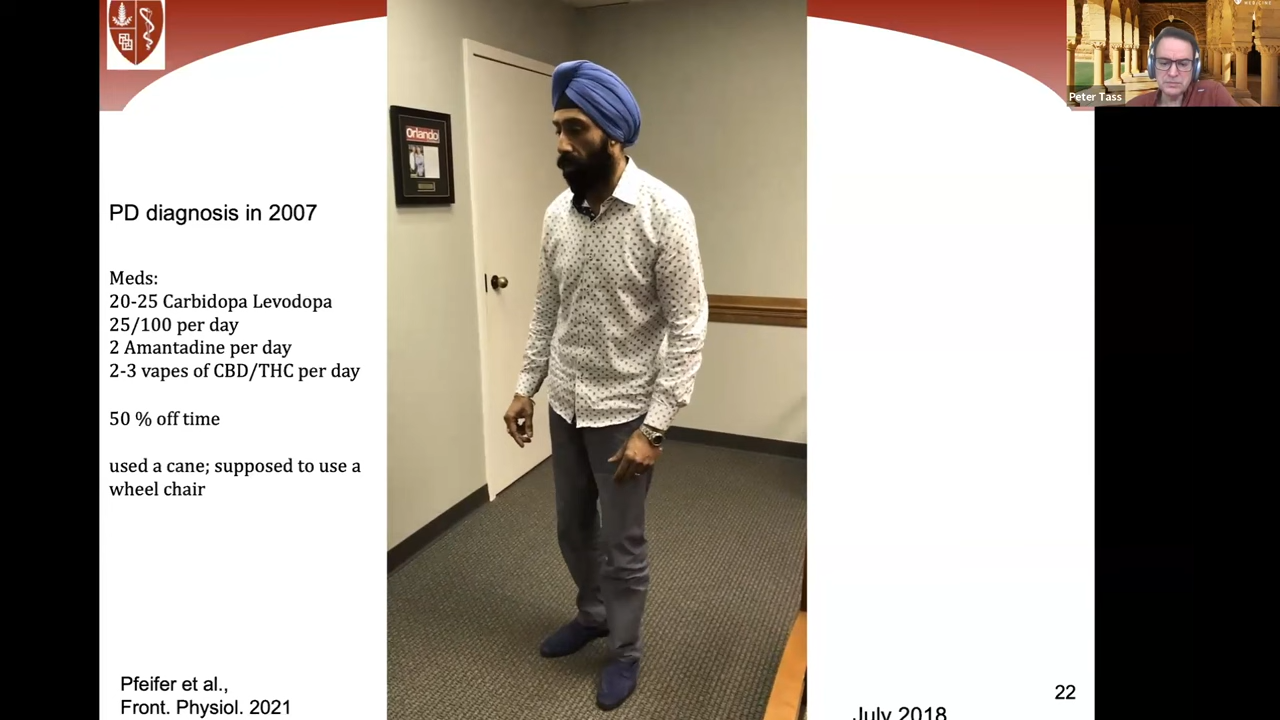 MEDICINE
Peter Tass
orlando
PD diagnosis in 2007
Meds:
20-25 Carbidopa Levodopa
25/100 per day
2 Amantadine per day
2-3 vapes of CBD/THC per day
50 % off time
used a cane; supposed to use a
wheel chair
Pfeifer et al.,
Front. Physiol. 2021
22
July 2018